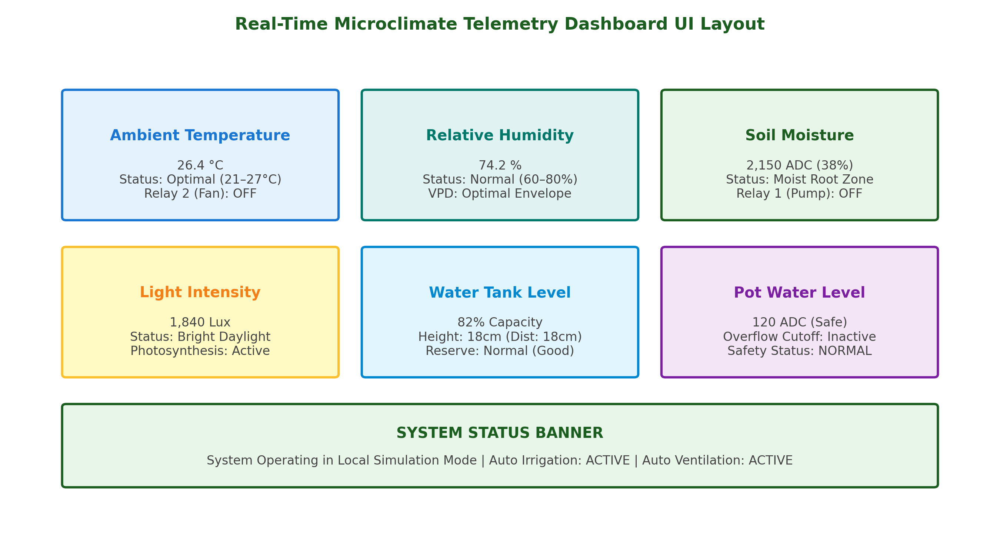 Real-Time Microclimate Telemetry Dashboard UI Layout
Ambient Temperature
26.4 °C
Status: Optimal (21–27°C)
Relay 2 (Fan): OFF
Relative Humidity
74.2 %
Status: Normal (60–80%)
VPD: Optimal Envelope
Soil Moisture
2,150 ADC (38%)
Status: Moist Root Zone
Relay 1 (Pump): OFF
Light Intensity
1,840 Lux
Status: Bright Daylight
Photosynthesis: Active
Water Tank Level
82% Capacity
Height: 18cm (Dist: 18cm)
Reserve: Normal (Good)
Pot Water Level
120 ADC (Safe)
Overflow Cutoff: Inactive
Safety Status: NORMAL
SYSTEM STATUS BANNER
System Operating in Local Simulation Mode | Auto Irrigation: ACTIVE | Auto Ventilation: ACTIVE